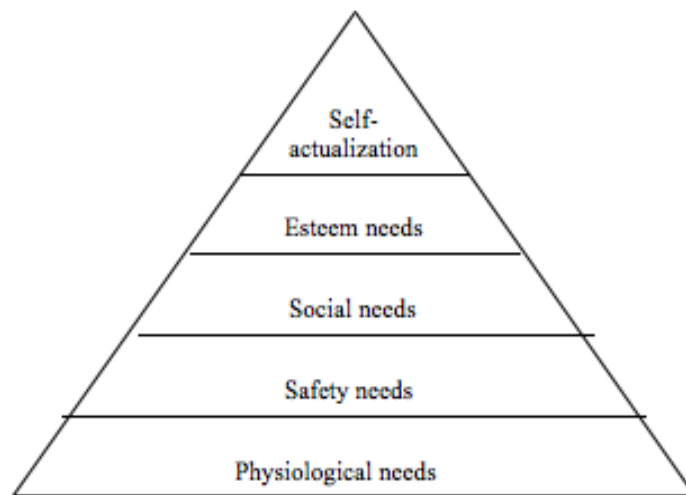 Self-
actualization
Esteem needs
Social needs
Safety needs
Physiological needs